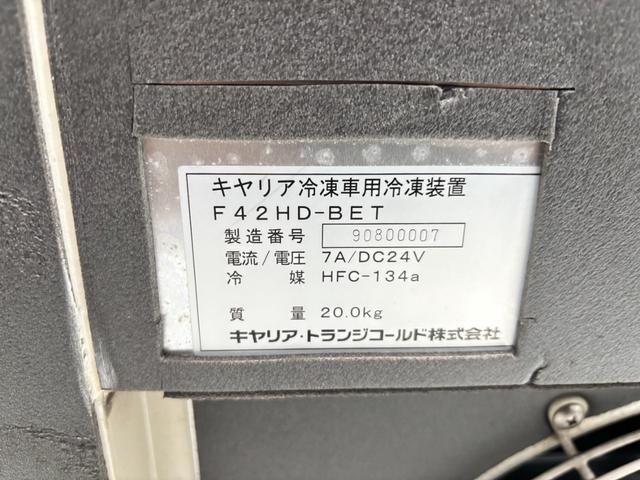 キヤリア冷凍車用冷凍装置
F42HD-BET
製造番号 90800007
電流/電圧 7A/DC24V
冷 媒 HFC-134a
質 量 20.0kg
キヤリア・トランジコールド株式会社